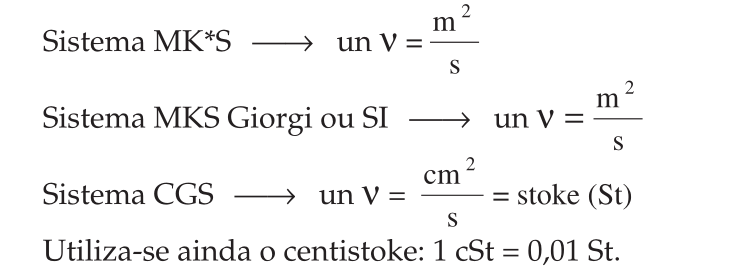 Sistema MK*S ⟶ un ν = m²/s
Sistema MKS Giorgi ou SI ⟶ un ν = m²/s
Sistema CGS ⟶ un ν = cm²/s = stoke (St)
Utiliza-se ainda o centistoke: 1 cSt = 0,01 St.